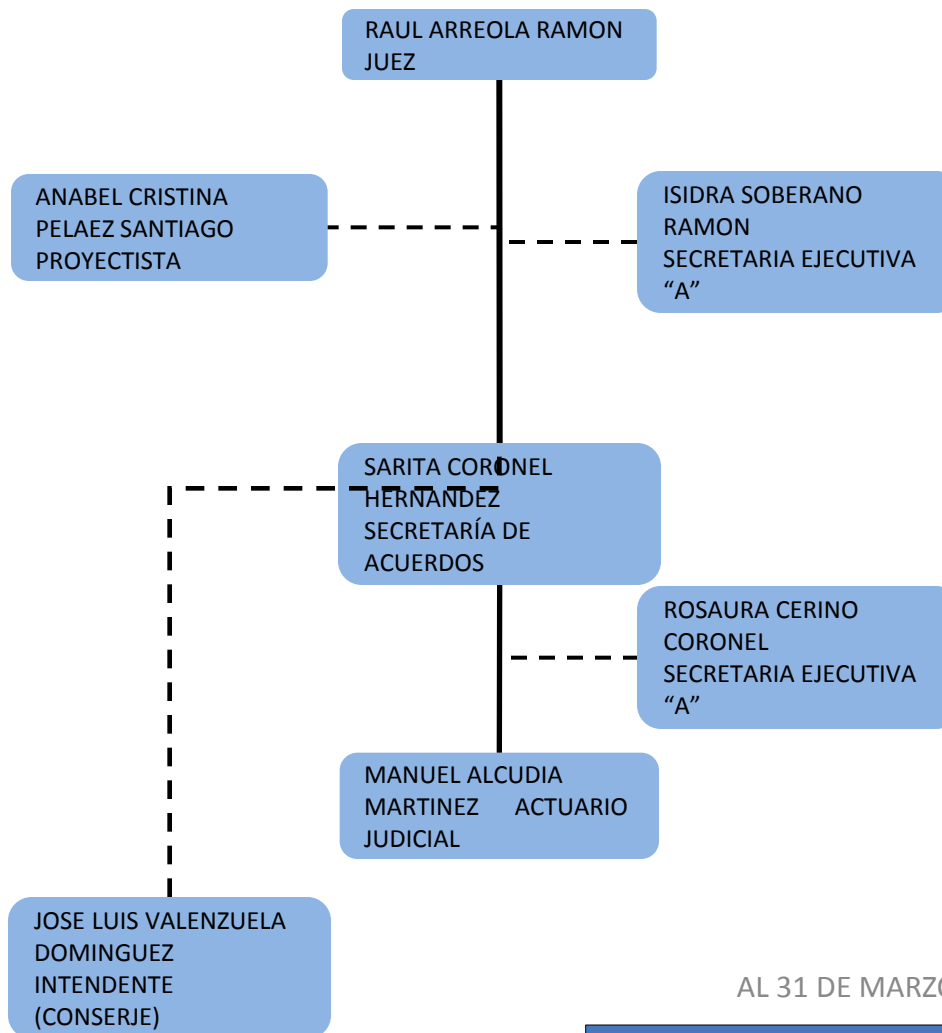 RAUL ARREOLA RAMON
JUEZ
ANABEL CRISTINA
PELAEZ SANTIAGO
PROYECTISTA
ISIDRA SOBERANO
RAMON
SECRETARIA EJECUTIVA
“A”
SARITA CORONEL
HERNANDEZ
SECRETARÍA DE
ACUERDOS
ROSAURA CERINO
CORONEL
SECRETARIA EJECUTIVA
“A”
MANUEL ALCUDIA
MARTINEZ ACTUARIO
JUDICIAL
JOSE LUIS VALENZUELA
DOMINGUEZ
INTENDENTE
(CONSERJE)
AL 31 DE MARZO